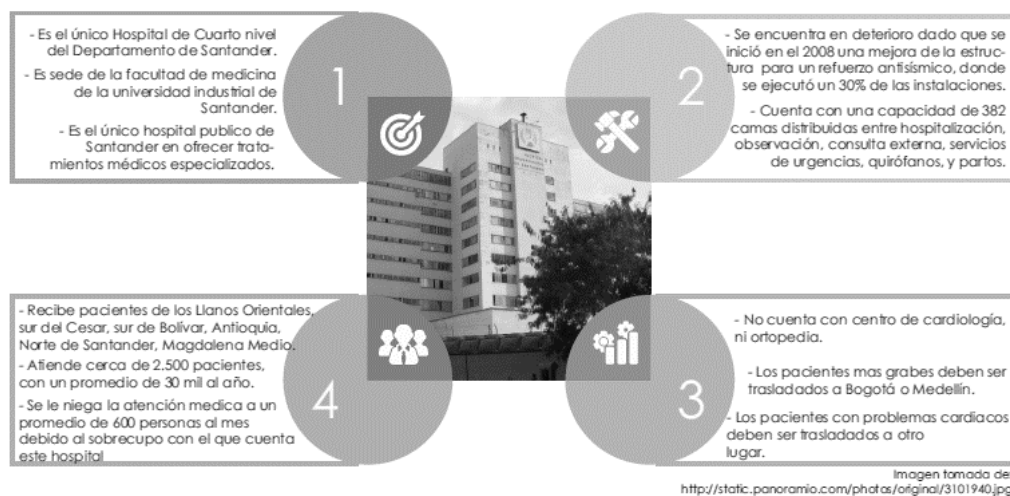 - Es el único Hospital de Cuarto nivel
del Departamento de Santander.
- Es sede de la facultad de medicina
de la universidad industrial de
Santander.
- Es el único hospital publico de
Santander en ofrecer trata-
mientos médicos especializados.
1
- Se encuentra en deterioro dado que se
inició en el 2008 una mejora de la estruc-
tura para un refuerzo antisísmico, donde
se ejecutó un 30% de las instalaciones.
- Cuenta con una capacidad de 382
camas distribuidas entre hospitalización,
observación, consulta externa, servicios
de urgencias, quirófanos, y partos.
2
- Recibe pacientes de los Llanos Orientales,
sur del Cesar, sur de Bolívar, Antioquia,
Norte de Santander, Magdalena Medio.
- Atiende cerca de 2.500 pacientes,
con un promedio de 30 mil al año.
- Se le niega la atención medica a un
promedio de 600 personas al mes
debido al sobrecupo con el que cuenta
este hospital
4
- No cuenta con centro de cardiología,
ni ortopedia.
- Los pacientes mas grabes deben ser
trasladados a Bogotá o Medellín.
- Los pacientes con problemas cardiacos
deben ser trasladados a otro
lugar.
3
Imagen tomada de:
http://static.panoramio.com/photos/original/3101940.jpg